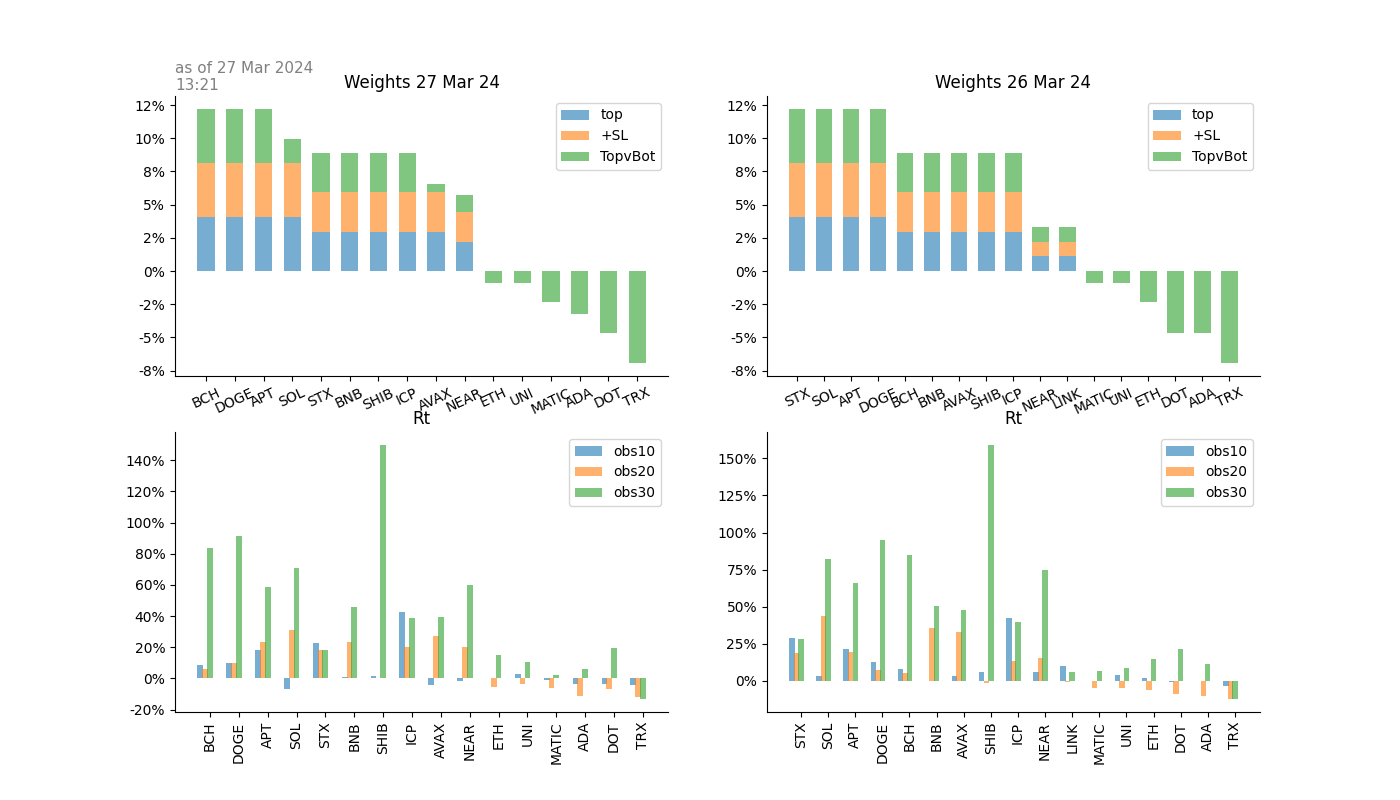 as of 27 Mar 2024
13:21
Weights 27 Mar 24
12%
10%
8%
5%
2%
0%
-2%
-5%
-8%
top
+SL
TopvBot
BCH DOGE APT SOL STX BNB SHIB ICP AVAX NEAR ETH UNI MATIC ADA DOT TRX
Weights 26 Mar 24
12%
10%
8%
5%
2%
0%
-2%
-5%
-8%
top
+SL
TopvBot
STX SOL APT DOGE BCH BNB AVAX SHIB ICP NEAR LINK MATIC UNI ETH DOT ADA TRX
Rt
140%
120%
100%
80%
60%
40%
20%
0%
-20%
obs10
obs20
obs30
BCH DOGE APT SOL STX BNB SHIB ICP AVAX NEAR ETH UNI MATIC ADA DOT TRX
Rt
150%
125%
100%
75%
50%
25%
0%
obs10
obs20
obs30
STX SOL APT DOGE BCH BNB AVAX SHIB ICP NEAR LINK MATIC UNI ETH DOT ADA TRX